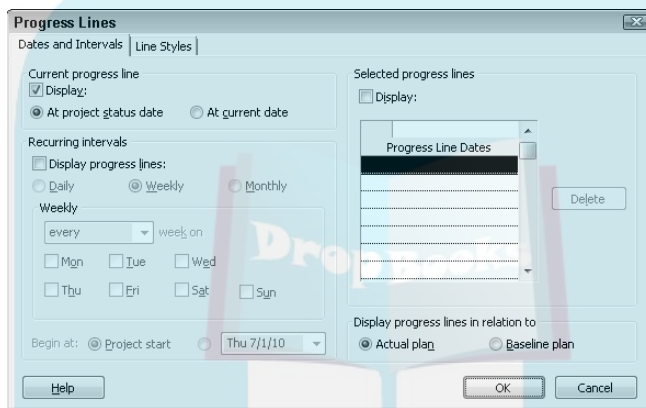 Progress Lines
Dates and Intervals
Line Styles
Current progress line
Display:
At project status date
At current date
Recurring intervals
Display progress lines:
Daily
Weekly
Monthly
Weekly
every
week on
Mon
Tue
Wed
Thu
Fri
Sat
Sun
Begin at:
Project start
Thu 7/1/10
Selected progress lines
Display:
Progress Line Dates
Delete
Display progress lines in relation to
Actual plan
Baseline plan
Help
OK
Cancel
DropBooks